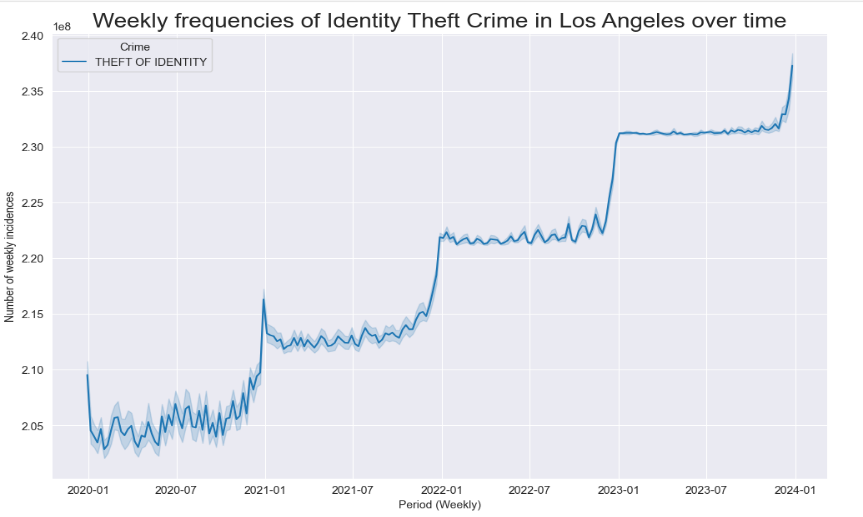 Weekly frequencies of Identity Theft Crime in Los Angeles over time
1e8
2.40
Crime
THEFT OF IDENTITY
2.35
2.30
2.25
2.20
2.15
2.10
2.05
Number of weekly incidences
2020-01 2020-07 2021-01 2021-07 2022-01 2022-07 2023-01 2023-07 2024-01
Period (Weekly)